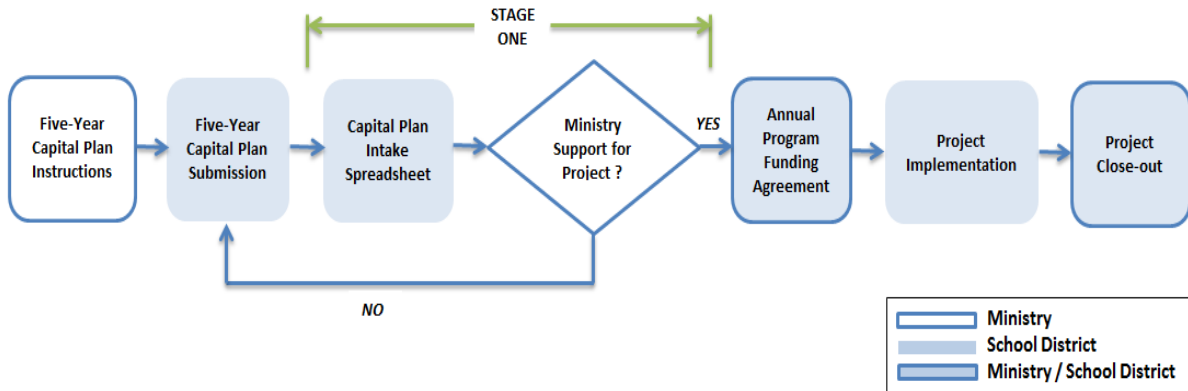 STAGE
ONE
Five-Year
Capital Plan
Instructions
Five-Year
Capital Plan
Submission
Capital Plan
Intake
Spreadsheet
Ministry
Support for
Project ?
YES
Annual
Program
Funding
Agreement
Project
Implementation
Project
Close-out
NO
Ministry
School District
Ministry / School District